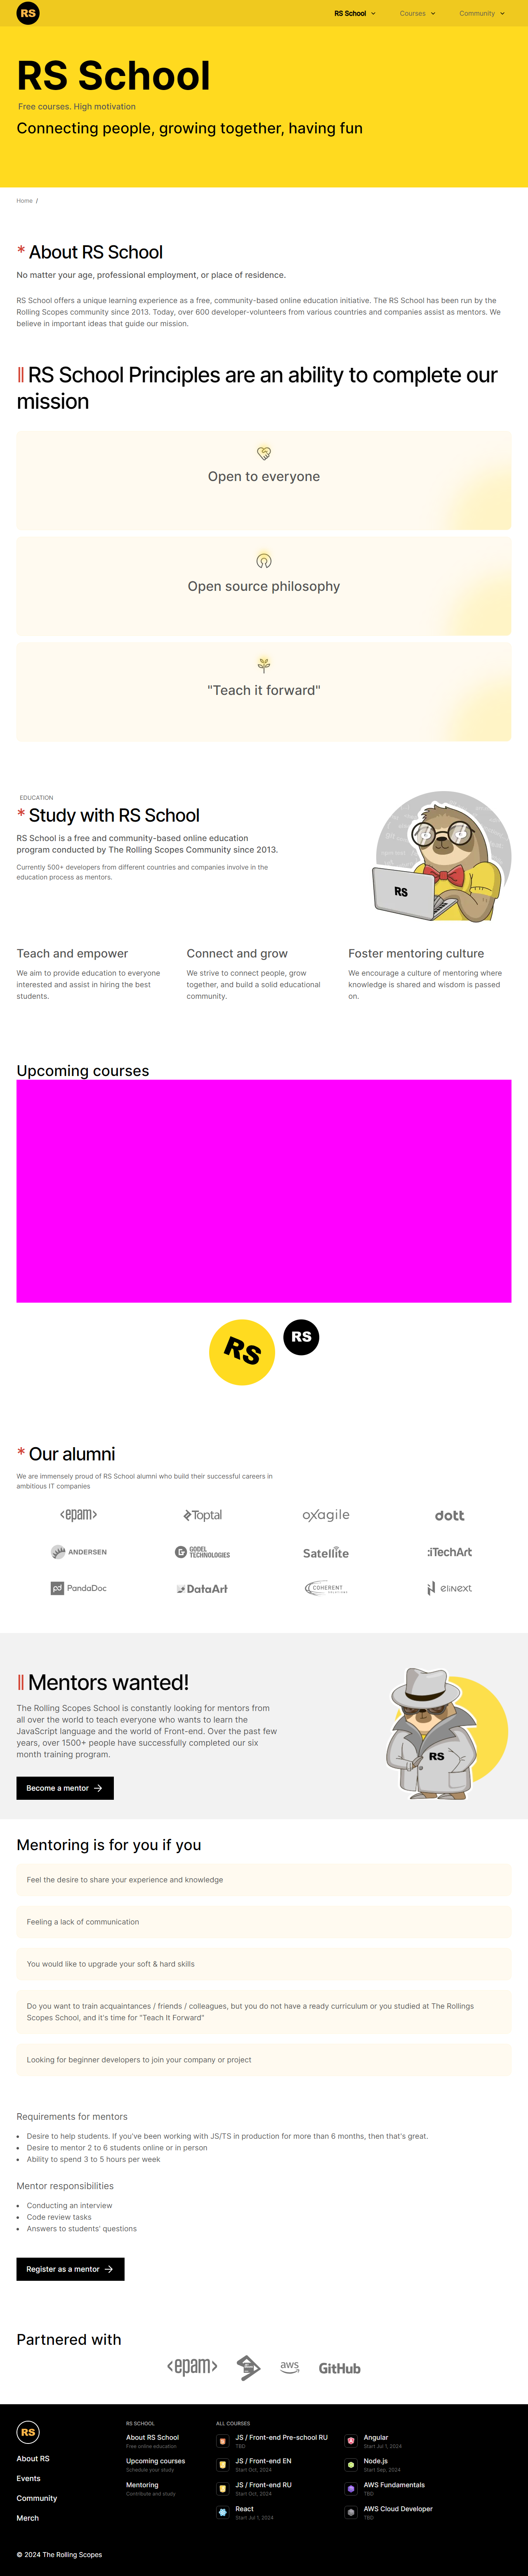 RS
RS School
Courses
Community
RS School
Free courses. High motivation
Connecting people, growing together, having fun
Home /
* About RS School
No matter your age, professional employment, or place of residence.
RS School offers a unique learning experience as a free, community-based online education initiative. The RS School has been run by the
Rolling Scopes community since 2013. Today, over 600 developer-volunteers from various countries and companies assist as mentors. We
believe in important ideas that guide our mission.
RS School Principles are an ability to complete our
mission
Open to everyone
Open source philosophy
"Teach it forward"
EDUCATION
* Study with RS School
RS School is a free and community-based online education
program conducted by The Rolling Scopes Community since 2013.
Currently 500+ developers from different countries and companies involve in the
education process as mentors.
RS
Teach and empower
We aim to provide education to everyone
interested and assist in hiring the best
students.
Connect and grow
We strive to connect people, grow
together, and build a solid educational
community.
Foster mentoring culture
We encourage a culture of mentoring where
knowledge is shared and wisdom is passed
on.
Upcoming courses
RS
RS
* Our alumni
We are immensely proud of RS School alumni who build their successful careers in
ambitious IT companies
<epam>
Toptal
oxagile
dott
ANDERSEN
GODEL
TECHNOLOGIES
Satellite
:iTechArt
pd PandaDoc
DataArt
COHERENT
SOLUTIONS
elinext
Mentors wanted!
The Rolling Scopes School is constantly looking for mentors from
all over the world to teach everyone who wants to learn the
JavaScript language and the world of Front-end. Over the past few
years, over 1500+ people have successfully completed our six
month training program.
Become a mentor
RS
Mentoring is for you if you
Feel the desire to share your experience and knowledge
Feeling a lack of communication
You would like to upgrade your soft & hard skills
Do you want to train acquaintances / friends / colleagues, but you do not have a ready curriculum or you studied at The Rollings
Scopes School, and it's time for "Teach It Forward"
Looking for beginner developers to join your company or project
Requirements for mentors
• Desire to help students. If you've been working with JS/TS in production for more than 6 months, then that's great.
• Desire to mentor 2 to 6 students online or in person
• Ability to spend 3 to 5 hours per week
Mentor responsibilities
• Conducting an interview
• Code review tasks
• Answers to students' questions
Register as a mentor
Partnered with
<epam>
aws
GitHub
RS
About RS
Events
Community
Merch
RS SCHOOL
About RS School
Free online education
Upcoming courses
Schedule your study
Mentoring
Contribute and study
ALL COURSES
JS / Front-end Pre-school RU
TBD
JS / Front-end EN
Start Oct, 2024
JS / Front-end RU
Start Oct, 2024
React
Start Jul 1, 2024
Angular
Start Jul 1, 2024
Node.js
Start Sep, 2024
AWS Fundamentals
TBD
AWS Cloud Developer
TBD
© 2024 The Rolling Scopes